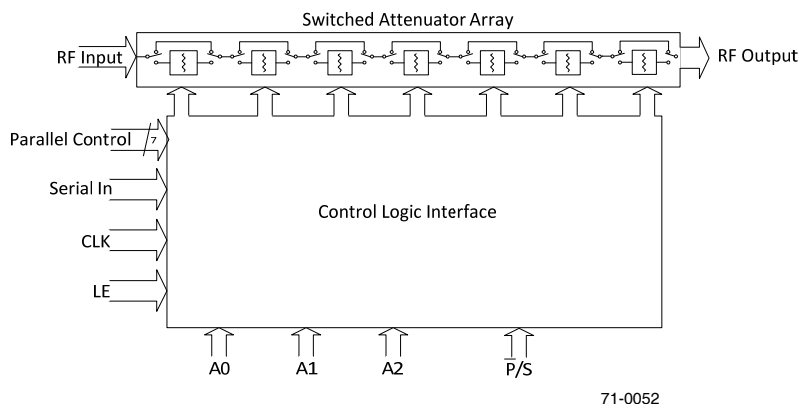 Switched Attenuator Array
RF Input
RF Output
Parallel Control
7
Serial In
CLK
LE
Control Logic Interface
A0
A1
A2
P̅/S
71-0052